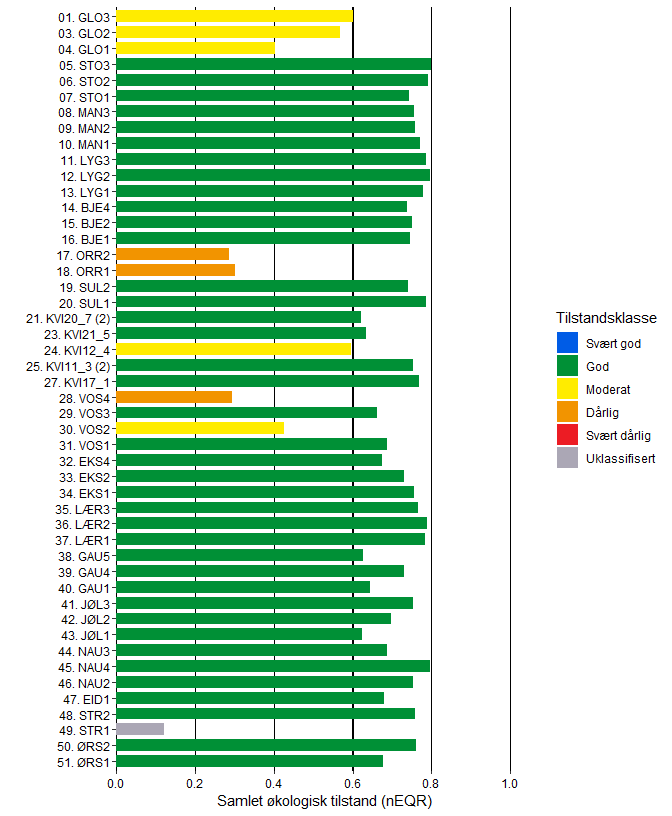 01. GLO3
03. GLO2
04. GLO1
05. STO3
06. STO2
07. STO1
08. MAN3
09. MAN2
10. MAN1
11. LYG3
12. LYG2
13. LYG1
14. BJE4
15. BJE2
16. BJE1
17. ORR2
18. ORR1
19. SUL2
20. SUL1
21. KVI20_7 (2)
23. KVI21_5
24. KVI12_4
25. KVI11_3 (2)
27. KVI17_1
28. VOS4
29. VOS3
30. VOS2
31. VOS1
32. EKS4
33. EKS2
34. EKS1
35. LÆR3
36. LÆR2
37. LÆR1
38. GAU5
39. GAU4
40. GAU1
41. JØL3
42. JØL2
43. JØL1
44. NAU3
45. NAU4
46. NAU2
47. EID1
48. STR2
49. STR1
50. ØRS2
51. ØRS1
0.0 0.2 0.4 0.6 0.8 1.0
Samlet økologisk tilstand (nEQR)
Tilstandsklasse
Svært god
God
Moderat
Dårlig
Svært dårlig
Uklassifisert